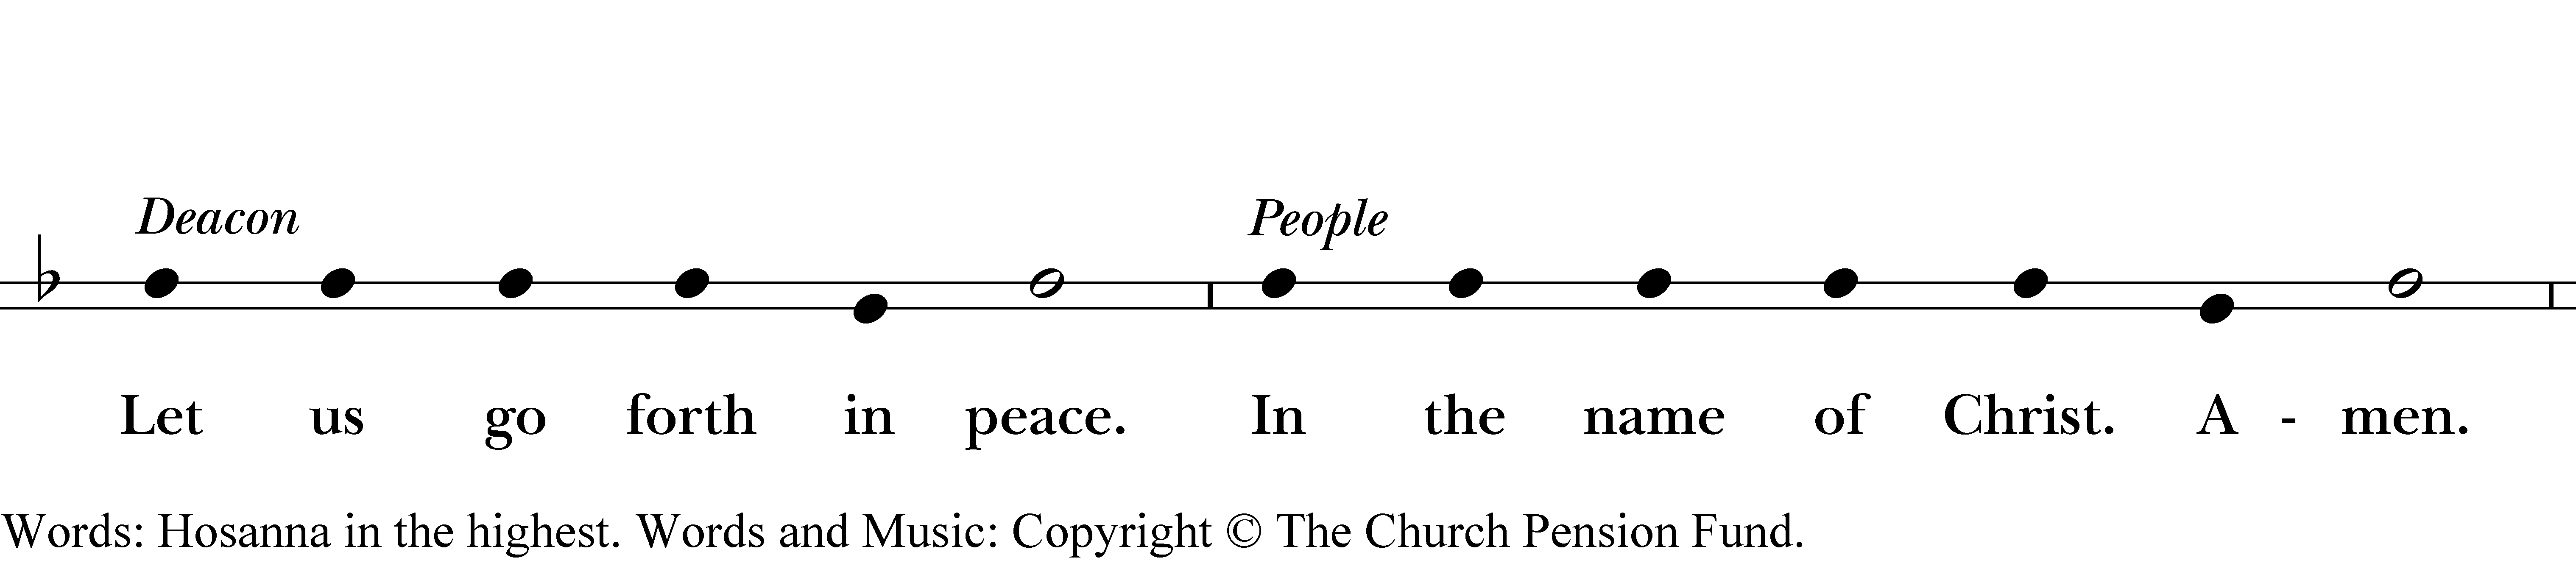 Deacon People
Let us go forth in peace. In the name of Christ. A - men.
Words: Hosanna in the highest. Words and Music: Copyright © The Church Pension Fund.